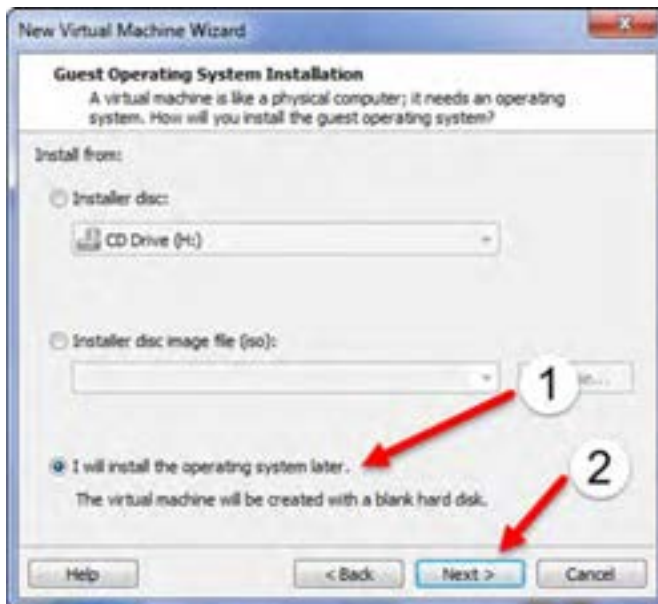 New Virtual Machine Wizard
Guest Operating System Installation
A virtual machine is like a physical computer; it needs an operating
system. How will you install the guest operating system?
Install from:
Installer disc:
CD Drive (H:)
Installer disc image file (iso):
1
I will install the operating system later.
2
The virtual machine will be created with a blank hard disk.
Help
< Back
Next >
Cancel